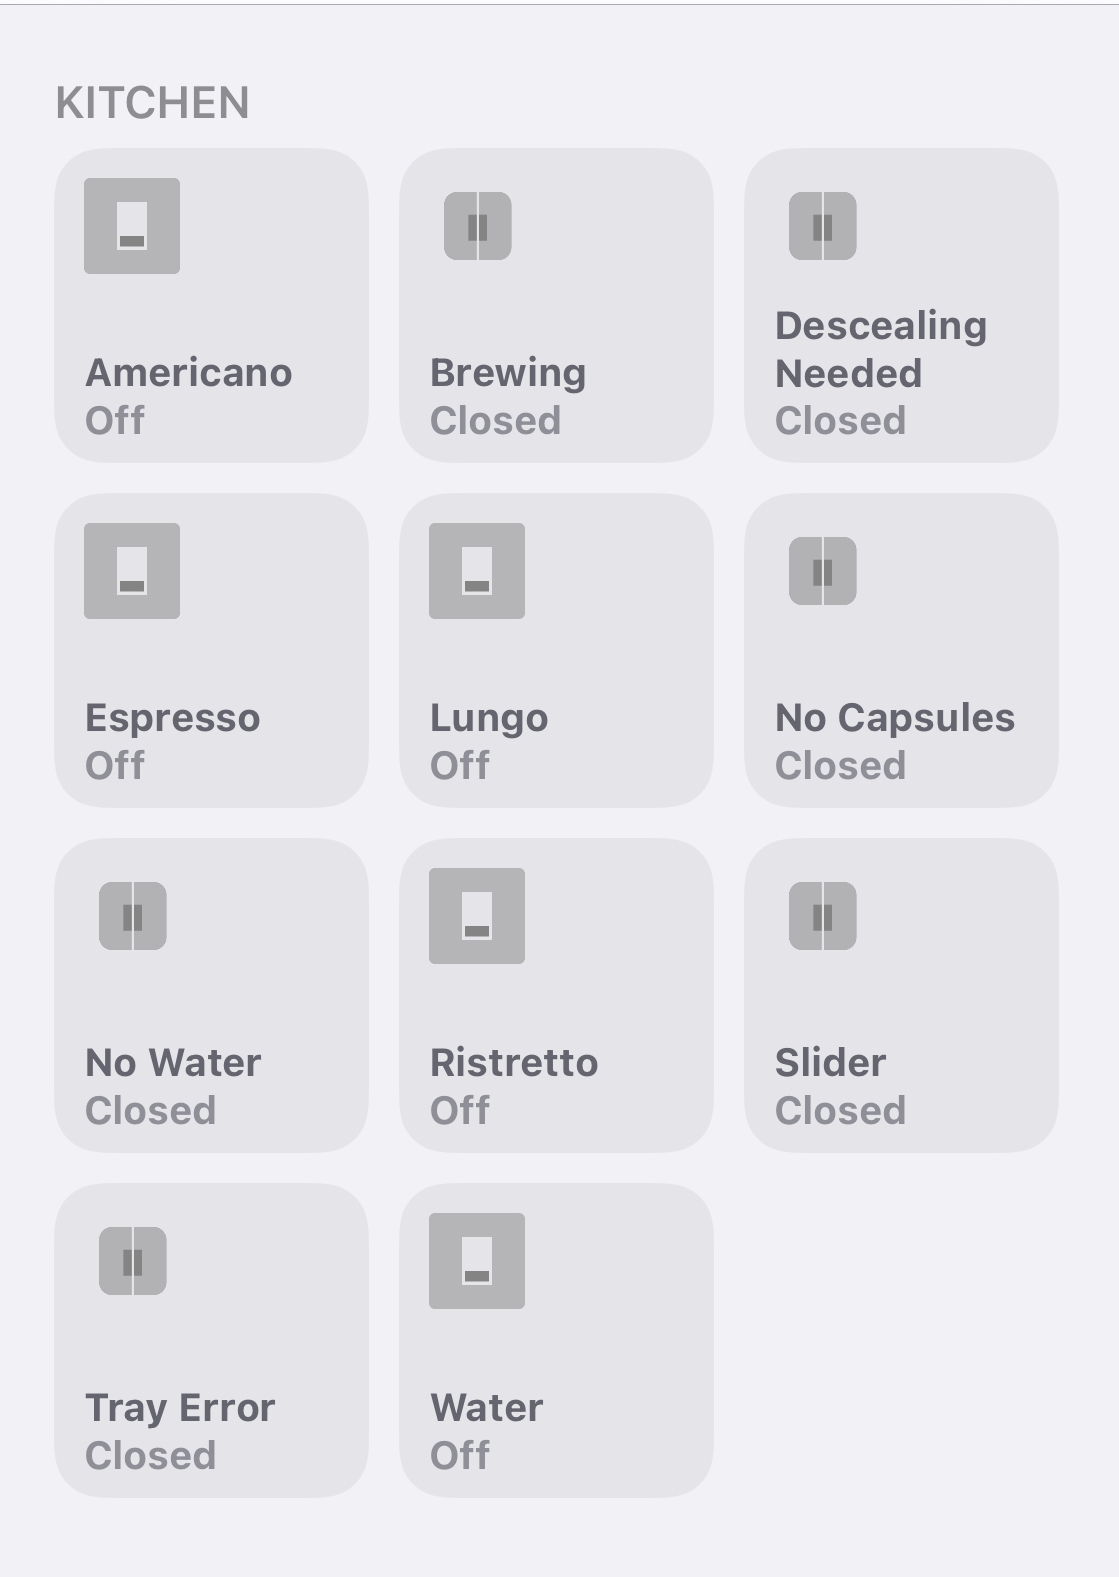 KITCHEN
Americano
Off
Brewing
Closed
Descealing
Needed
Closed
Espresso
Off
Lungo
Off
No Capsules
Closed
No Water
Closed
Ristretto
Off
Slider
Closed
Tray Error
Closed
Water
Off